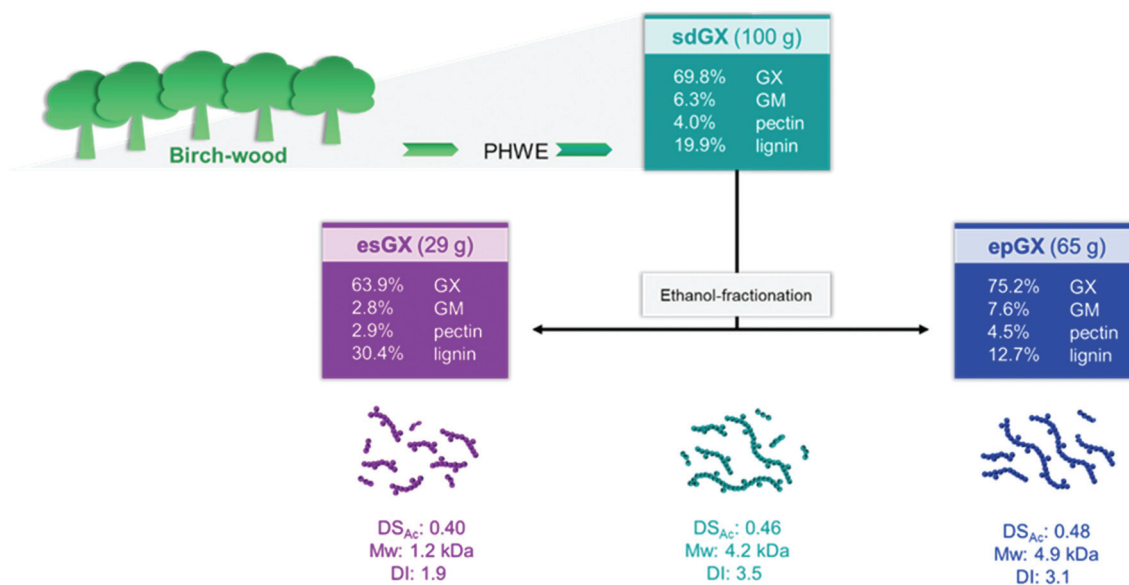 sdGX (100 g)
69.8% GX
6.3% GM
4.0% pectin
19.9% lignin
Birch-wood
PHWE
esGX (29 g)
63.9% GX
2.8% GM
2.9% pectin
30.4% lignin
Ethanol-fractionation
epGX (65 g)
75.2% GX
7.6% GM
4.5% pectin
12.7% lignin
DSAc: 0.40
Mw: 1.2 kDa
DI: 1.9
DSAc: 0.46
Mw: 4.2 kDa
DI: 3.5
DSAc: 0.48
Mw: 4.9 kDa
DI: 3.1